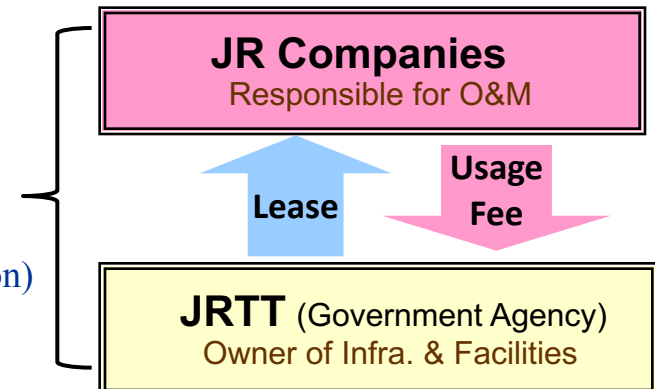 JR Companies
Responsible for O&M
Lease
Usage
Fee
on)
JRTT (Government Agency)
Owner of Infra. & Facilities